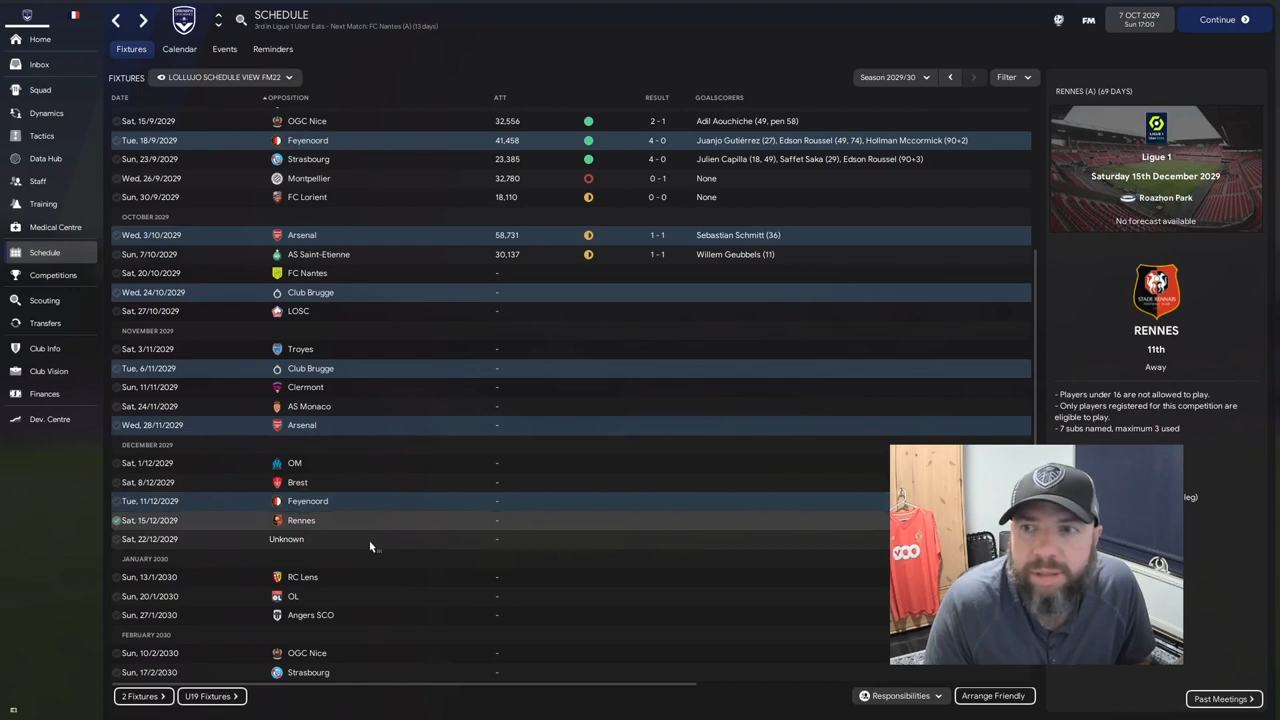 SCHEDULE
3rd in Ligue 1 Uber Eats - Next Match: FC Nantes (A) (13 days)
FM
7 OCT 2029
Sun 17:00
Continue
Home
Inbox
Squad
Dynamics
Tactics
Data Hub
Staff
Training
Medical Centre
Schedule
Competitions
Scouting
Transfers
Club Info
Club Vision
Finances
Dev. Centre
Fixtures Calendar Events Reminders
FIXTURES LOLLUJO SCHEDULE VIEW FM22 Season 2029/30 Filter
DATE OPPOSITION ATT RESULT GOALSCORERS
Sat, 15/9/2029 OGC Nice 32,556 2 - 1 Adil Aouchiche (49, pen 58)
Tue, 18/9/2029 Feyenoord 41,458 4 - 0 Juanjo Gutiérrez (27), Edson Roussel (49, 74), Hollman Mccormick (90+2)
Sun, 23/9/2029 Strasbourg 23,385 4 - 0 Julien Capilla (18, 49), Saffet Saka (29), Edson Roussel (90+3)
Wed, 26/9/2029 Montpellier 32,780 0 - 1 None
Sun, 30/9/2029 FC Lorient 18,110 0 - 0 None
OCTOBER 2029
Wed, 3/10/2029 Arsenal 58,731 1 - 1 Sebastian Schmitt (36)
Sun, 7/10/2029 AS Saint-Etienne 30,137 1 - 1 Willem Geubbels (11)
Sat, 20/10/2029 FC Nantes -
Wed, 24/10/2029 Club Brugge -
Sat, 27/10/2029 LOSC -
NOVEMBER 2029
Sat, 3/11/2029 Troyes -
Tue, 6/11/2029 Club Brugge -
Sun, 11/11/2029 Clermont -
Sat, 24/11/2029 AS Monaco -
Wed, 28/11/2029 Arsenal -
DECEMBER 2029
Sat, 1/12/2029 OM -
Sat, 8/12/2029 Brest -
Tue, 11/12/2029 Feyenoord -
Sat, 15/12/2029 Rennes -
Sat, 22/12/2029 Unknown -
JANUARY 2030
Sun, 13/1/2030 RC Lens -
Sun, 20/1/2030 OL -
Sun, 27/1/2030 Angers SCO -
FEBRUARY 2030
Sun, 10/2/2030 OGC Nice -
Sun, 17/2/2030 Strasbourg -
2 Fixtures U19 Fixtures Responsibilities Arrange Friendly
RENNES (A) (69 DAYS)
LIGUE 1
Ligue 1
Saturday 15th December 2029
Roazhon Park
No forecast available
STADE RENNAIS
FOOTBALL CLUB
RENNES
11th
Away
- Players under 16 are not allowed to play.
- Only players registered for this competition are
eligible to play.
- 7 subs named, maximum 3 used
leg)
VOO
Past Meetings